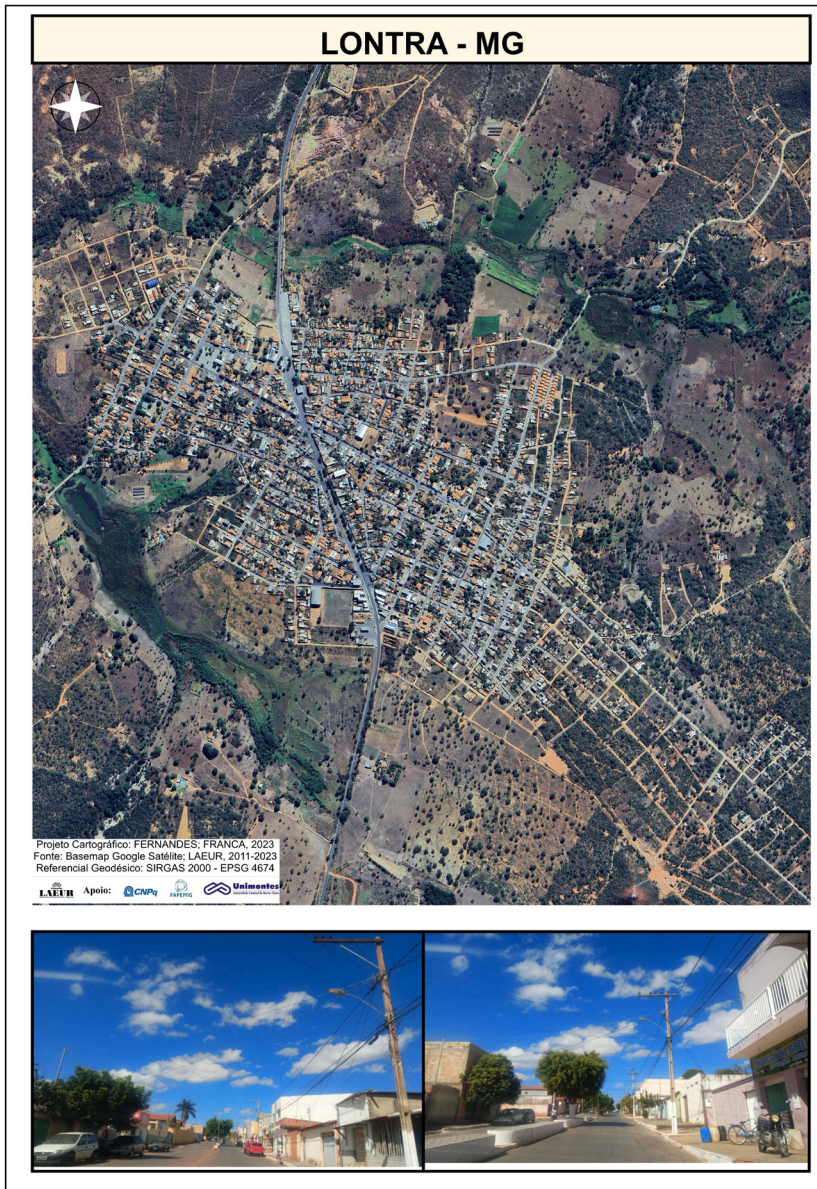 LONTRA - MG
Projeto Cartográfico: FERNANDES; FRANCA, 2023
Fonte: Basemap Google Satélite; LAEUR, 2011-2023
Referencial Geodésico: SIRGAS 2000 - EPSG 4674
LAEUR Apoio: CNPq FAPEMIG Unimontes